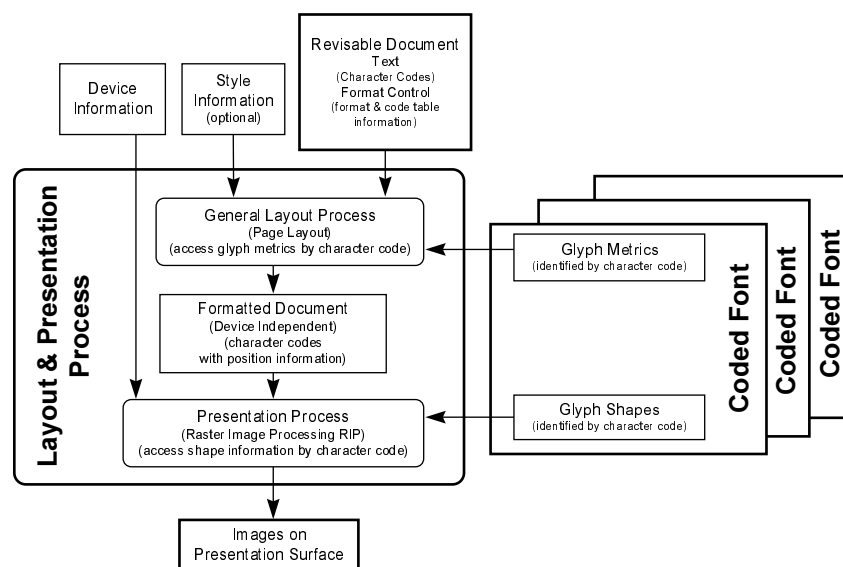 Revisable Document
Text
(Character Codes)
Format Control
(format & code table
information)
Device
Information
Style
Information
(optional)
Layout & Presentation
Process
General Layout Process
(Page Layout)
(access glyph metrics by character code)
Formatted Document
(Device Independent)
(character codes
with position information)
Presentation Process
(Raster Image Processing RIP)
(access shape information by character code)
Images on
Presentation Surface
Glyph Metrics
(identified by character code)
Glyph Shapes
(identified by character code)
Coded Font
Coded Font
Coded Font